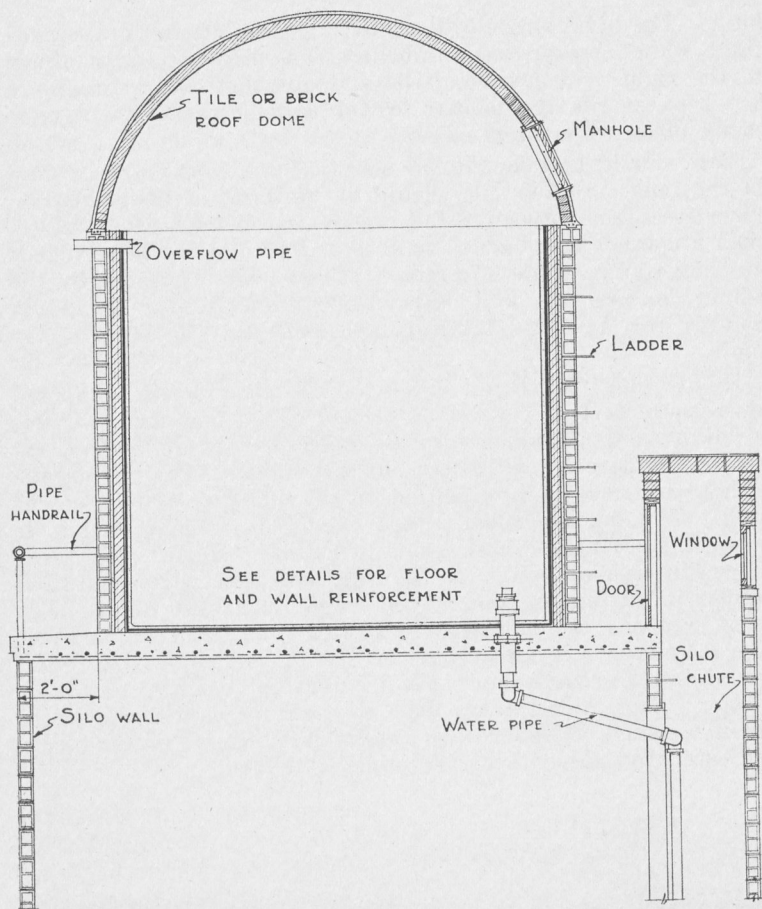 Tile or brick
roof dome
Manhole
Overflow pipe
Ladder
Pipe
handrail
Window
See details for floor
and wall reinforcement
Door
Silo
chute
2'-0"
Silo wall
Water pipe